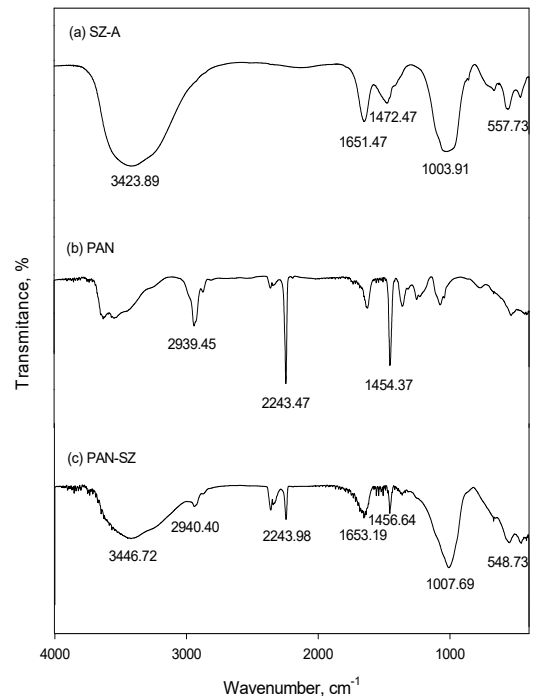 (a) SZ-A
1472.47
1651.47
557.73
1003.91
3423.89
(b) PAN
2939.45
1454.37
2243.47
(c) PAN-SZ
2940.40
1456.64
2243.98
1653.19
3446.72
548.73
1007.69
Transmitance, %
4000 3000 2000 1000
Wavenumber, cm-1